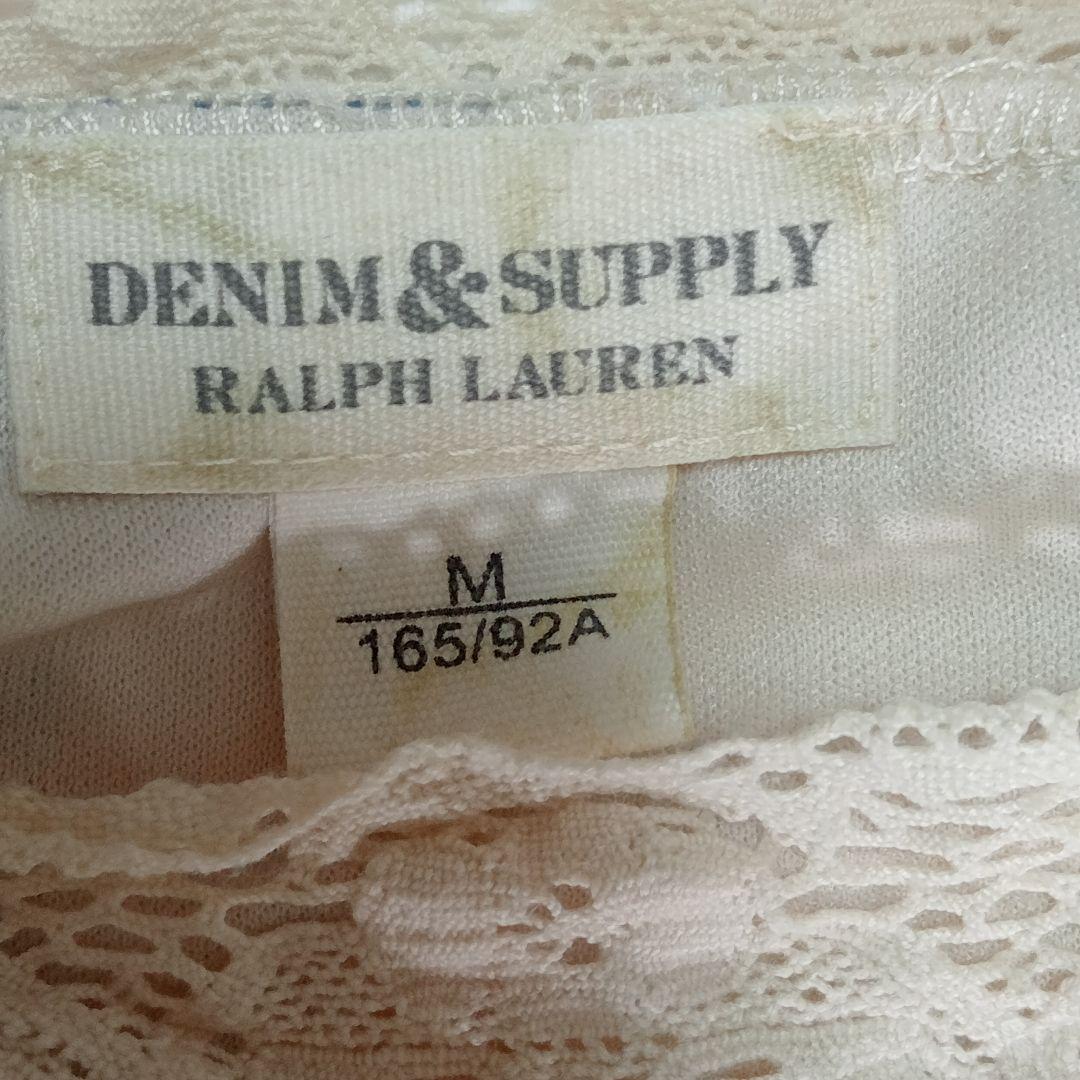 DENIM&SUPPLY
RALPH LAUREN
M
165/92A